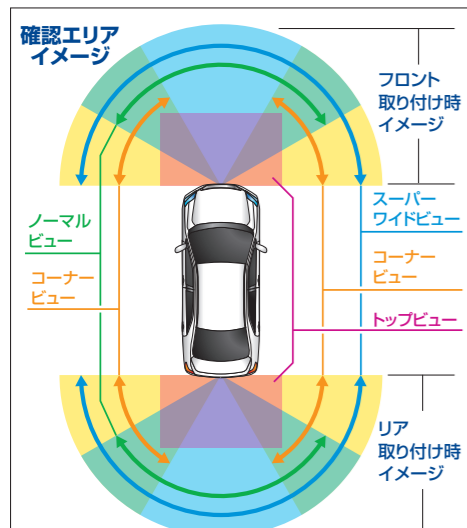 確認エリア
イメージ
フロント
取り付け時
イメージ
ノーマル
ビュー
スーパー
ワイドビュー
コーナー
ビュー
コーナー
ビュー
トップビュー
リア
取り付け時
イメージ